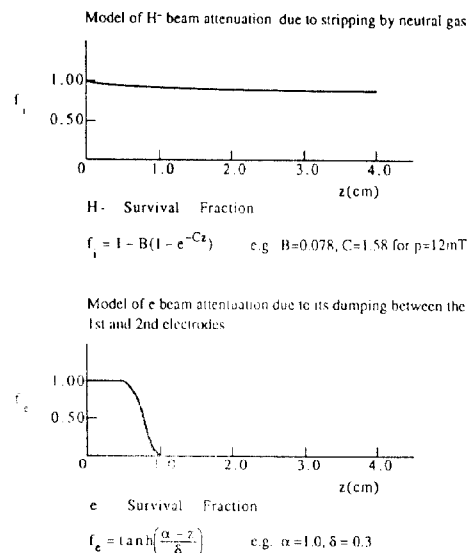 Model of H⁻ beam attenuation due to stripping by neutral gas
1.00
f i
0.50
0 1.0 2.0 3.0 4.0
z(cm)
H- Survival Fraction
f i = 1 - B(1 - e^-Cz) e.g B=0.078, C=1.58 for p=12mT
Model of e beam attentuation due to its dumping between the
1st and 2nd electrodes
1.00
f e
0.50
0 1.0 2.0 3.0 4.0
z(cm)
e Survival Fraction
f e = tanh((α - z)/δ) e.g. α=1.0, δ = 0.3